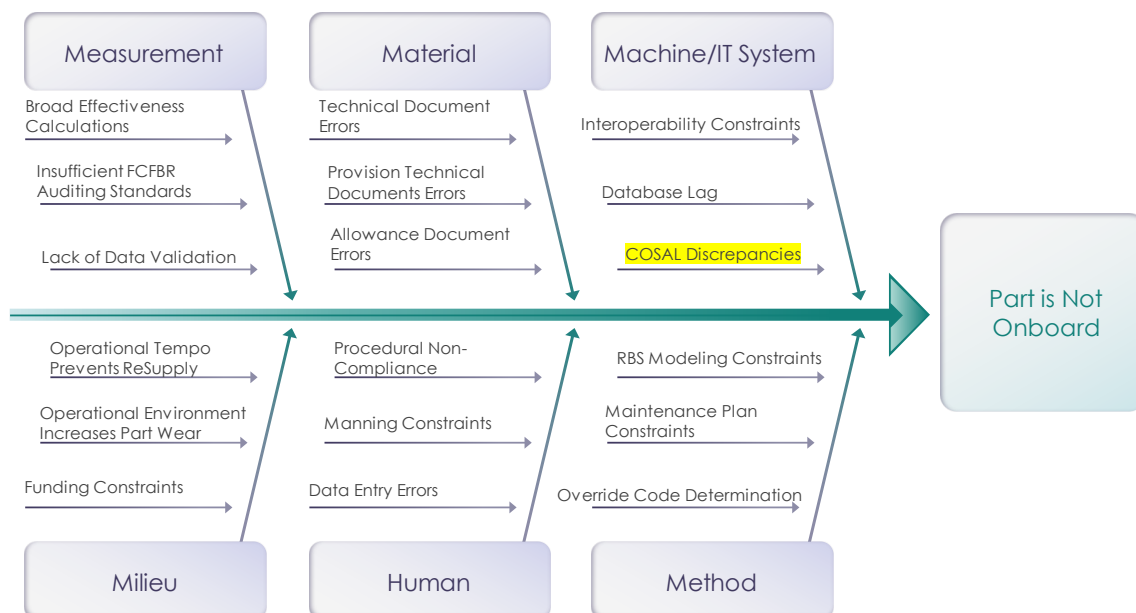 Measurement
Material
Machine/IT System
Broad Effectiveness
Calculations
Insufficient FCFBR
Auditing Standards
Lack of Data Validation
Technical Document
Errors
Provision Technical
Documents Errors
Allowance Document
Errors
Interoperability Constraints
Database Lag
COSAL Discrepancies
Part is Not
Onboard
Operational Tempo
Prevents ReSupply
Operational Environment
Increases Part Wear
Funding Constraints
Procedural Non-
Compliance
Manning Constraints
Data Entry Errors
RBS Modeling Constraints
Maintenance Plan
Constraints
Override Code Determination
Milieu
Human
Method